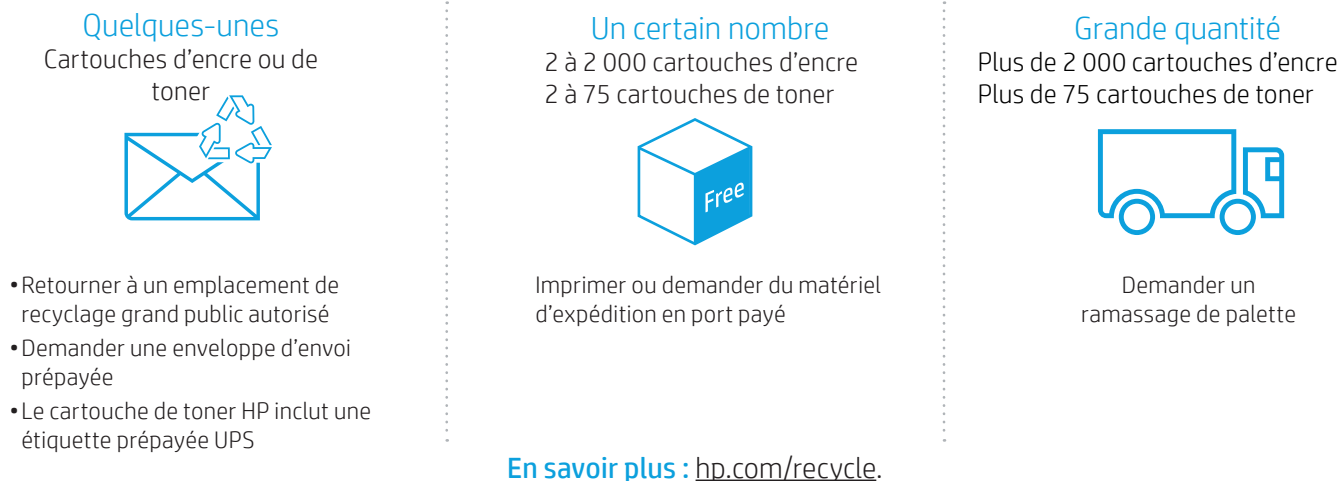 Quelques-unes
Cartouches d'encre ou de
toner
• Retourner à un emplacement de
recyclage grand public autorisé
• Demander une enveloppe d'envoi
prépayée
• Le cartouche de toner HP inclut une
étiquette prépayée UPS
Un certain nombre
2 à 2 000 cartouches d'encre
2 à 75 cartouches de toner
Free
Imprimer ou demander du matériel
d'expédition en port payé
Grande quantité
Plus de 2 000 cartouches d'encre
Plus de 75 cartouches de toner
Demander un
ramassage de palette
En savoir plus : hp.com/recycle.